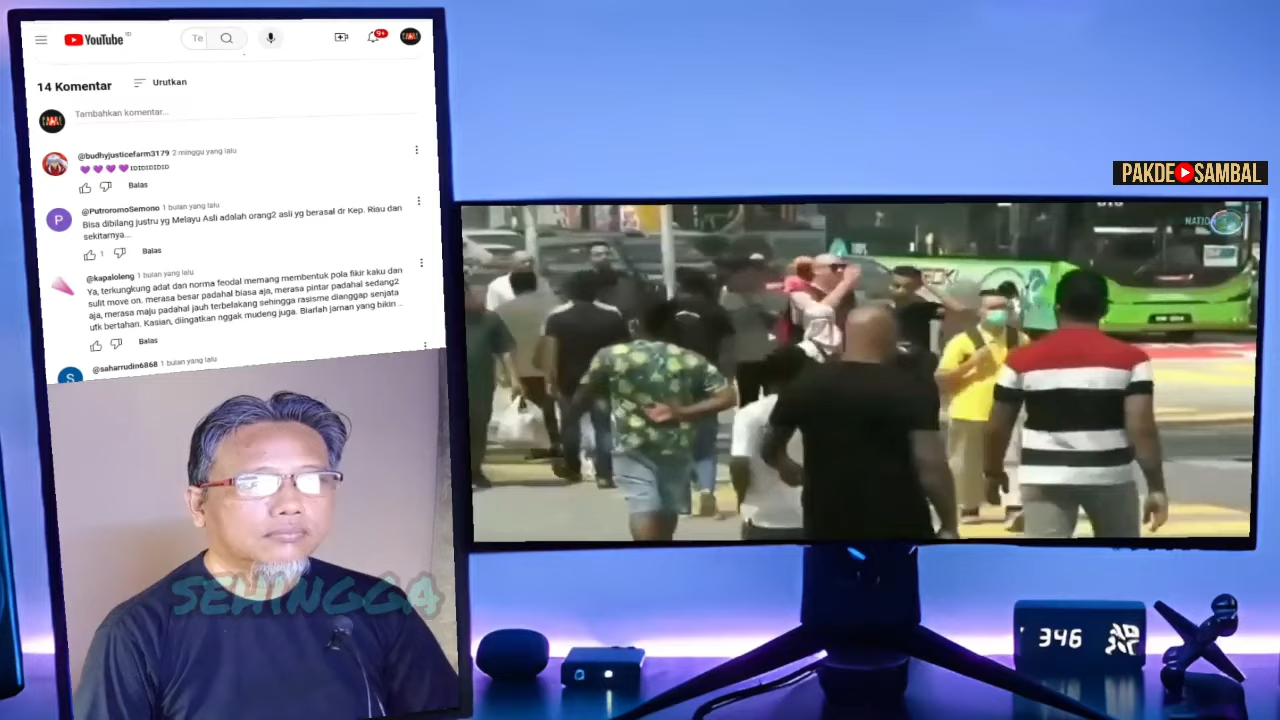 YouTube ID
Te
9+
14 Komentar
Urutkan
Tambahkan komentar...
@budhyjusticefarm3179 2 minggu yang lalu
💜💜💜💜IDIDIDIDID
Balas
P
@PutroromoSemono 1 bulan yang lalu
Bisa dibilang justru yg Melayu Asli adalah orang2 asli yg berasal dr Kep. Riau dan
sekitarnya...
1
Balas
@kapaloleng 1 bulan yang lalu
Ya, terkungkung adat dan norma feodal memang membentuk pola fikir kaku dan
sulit move on. merasa besar padahal biasa aja, merasa pintar padahal sedang2
aja, merasa maju padahal jauh terbelakang sehingga rasisme dianggap senjata
utk bertahan. Kasian, diingatkan nggak mudeng juga. Biarlah jaman yang bikin ..
Balas
S
@saharrudin6868 1 bulan yang lalu
SEHINGGA
PAKDE SAMBAL
346